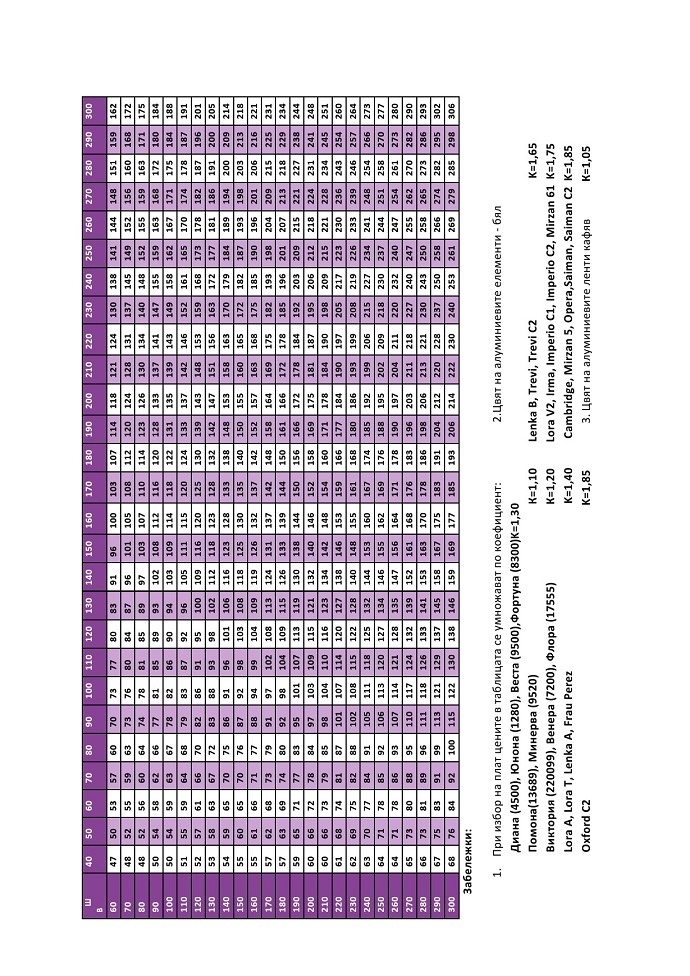 Ш 40 50 60 70 80 90 100 110 120 130 140 150 160 170 180 190 200 210 220 230 240 250 260 270 280 290 300
В
60 47 50 53 57 60 70 73 77 80 83 91 96 100 103 107 114 118 121 124 130 138 141 144 148 151 159 162
70 48 52 55 59 63 73 76 80 84 87 96 101 105 108 112 120 124 128 131 137 145 149 152 156 160 168 172
80 48 52 56 60 64 74 78 81 85 89 97 103 107 110 114 123 126 130 134 140 148 152 155 159 163 171 175
90 50 54 58 62 66 77 81 85 89 93 102 108 112 116 120 128 133 137 141 147 155 159 163 168 172 180 184
100 50 54 59 63 67 78 82 86 90 94 103 109 114 118 122 131 135 139 143 149 158 162 167 171 175 184 188
110 51 55 59 64 68 79 83 87 92 96 105 111 115 120 124 133 137 142 146 152 161 165 170 174 178 187 191
120 52 57 61 66 70 82 86 91 95 100 109 116 120 125 130 139 143 148 153 159 168 173 178 182 187 196 201
130 53 58 63 67 72 83 88 93 98 102 112 118 123 128 132 142 147 151 156 163 172 177 181 186 191 200 205
140 54 59 65 70 75 86 91 96 101 106 116 123 128 133 138 148 153 158 163 170 179 184 189 194 200 209 214
150 55 60 65 70 76 87 92 98 103 108 118 125 130 135 140 150 155 160 165 172 182 187 193 198 203 213 218
160 55 61 66 71 77 88 94 99 104 109 119 126 132 137 142 152 157 163 168 175 185 190 196 201 206 216 221
170 57 62 68 73 79 91 97 102 108 113 124 131 137 142 148 158 164 169 175 182 193 198 204 209 215 225 231
180 57 63 69 74 80 92 98 104 109 115 126 133 139 144 150 161 166 172 178 185 196 201 207 213 218 229 234
190 59 65 71 77 83 95 101 107 113 119 130 138 144 150 156 166 172 178 184 192 203 209 215 221 227 238 244
200 60 66 72 78 84 97 103 109 115 121 132 140 146 152 158 169 175 181 187 195 206 212 218 224 231 241 248
210 60 66 73 79 85 98 104 110 116 123 134 142 148 154 160 171 178 184 190 198 209 215 221 228 234 245 251
220 61 68 74 81 87 101 107 114 120 127 138 146 153 159 166 177 184 190 197 205 217 223 230 236 243 254 260
230 62 69 75 82 88 102 108 115 122 128 140 148 155 161 168 180 186 193 199 208 219 226 233 239 246 257 264
240 63 70 77 84 91 105 111 118 125 132 144 153 160 167 174 185 192 199 206 215 227 234 241 248 254 266 273
250 64 71 78 85 92 106 113 120 127 134 146 155 162 169 176 188 195 202 209 218 230 237 244 251 258 270 277
260 64 71 78 86 93 107 114 121 128 135 147 156 164 171 178 190 197 204 211 220 232 240 247 254 261 273 280
270 65 73 80 88 95 110 117 124 132 139 152 161 168 176 183 196 203 211 218 227 240 247 255 262 270 282 290
280 66 73 81 89 96 111 118 126 133 141 153 163 170 178 186 198 206 213 221 230 243 250 258 265 273 286 293
290 67 75 83 91 99 113 121 129 137 145 158 167 175 183 191 204 212 220 228 237 250 258 266 274 282 295 302
300 68 76 84 92 100 115 122 130 138 146 159 169 177 185 193 206 214 222 230 240 253 261 269 279 285 298 306
Забележки:
1. При избор на плат цените в таблицата се умножават по коефициент:
Диана (4500), Юнона (1280), Веста (9500),Фортуна (8300)К=1,30
Помона(13689), Минерва (9520) К=1,10
Виктория (220099), Венера (7200), Флора (17555) К=1,20
Lora A, Lora T, Lenka A, Frau Perez K=1,40
Oxford C2 K=1,85
2.Цвят на алуминиевите елементи - бял
Lenka B, Trevi, Trevi C2 K=1,65
Lora V2, Irma, Imperio C1, Imperio C2, Mirzan 61 K=1,75
Cambridge, Mirzan 5, Opera,Saiman, Saiman C2 K=1,85
3. Цвят на алуминиевите ленти кафяв K=1,05